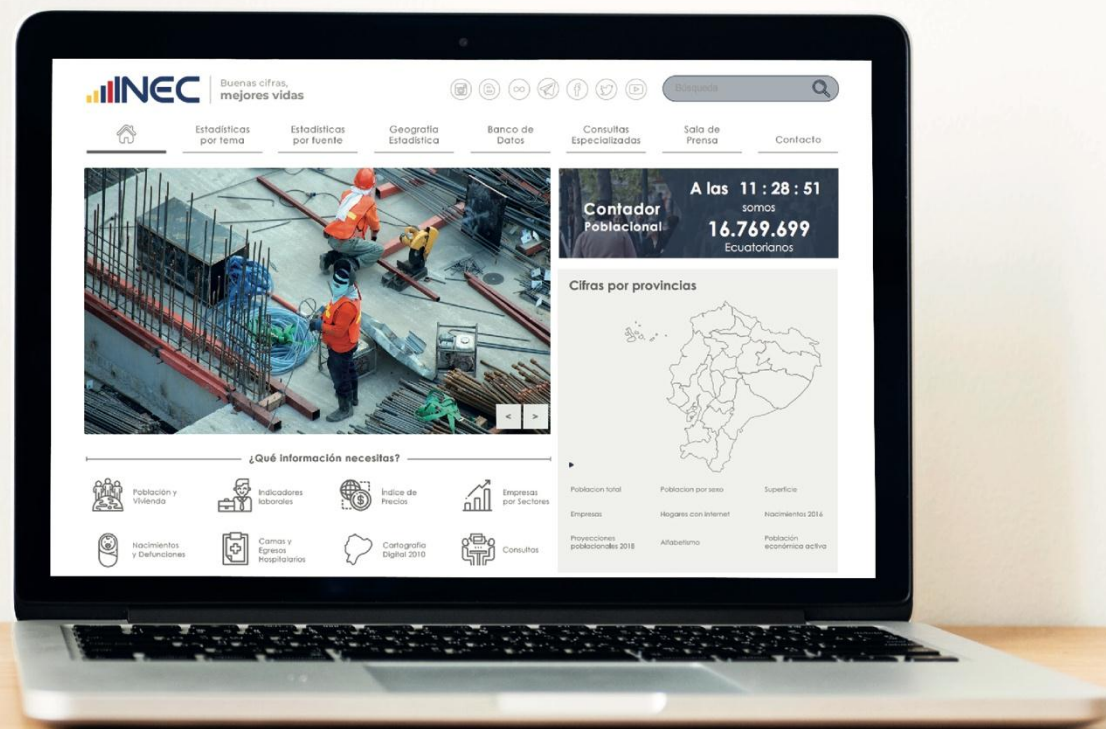 INEC
Buenas cifras,
mejores vidas
Búsqueda
Estadísticas
por tema
Estadísticas
por fuente
Geografía
Estadística
Banco de
Datos
Consultas
Especializadas
Sala de
Prensa
Contacto
Contador
Poblacional
A las 11 : 28 : 51
somos
16.769.699
Ecuatorianos
Cifras por provincias
< >
¿Qué información necesitas?
Población y
Vivienda
Indicadores
laborales
Índice de
Precios
Empresas
por Sectores
Nacimientos
y Defunciones
Camas y
Egresos
Hospitalarios
Cartografía
Digital 2010
Consultas
Poblacion total
Poblacion por sexo
Superficie
Empresas
Hogares con Internet
Nacimientos 2016
Proyecciones
poblacionales 2018
Alfabetismo
Población
económica activa